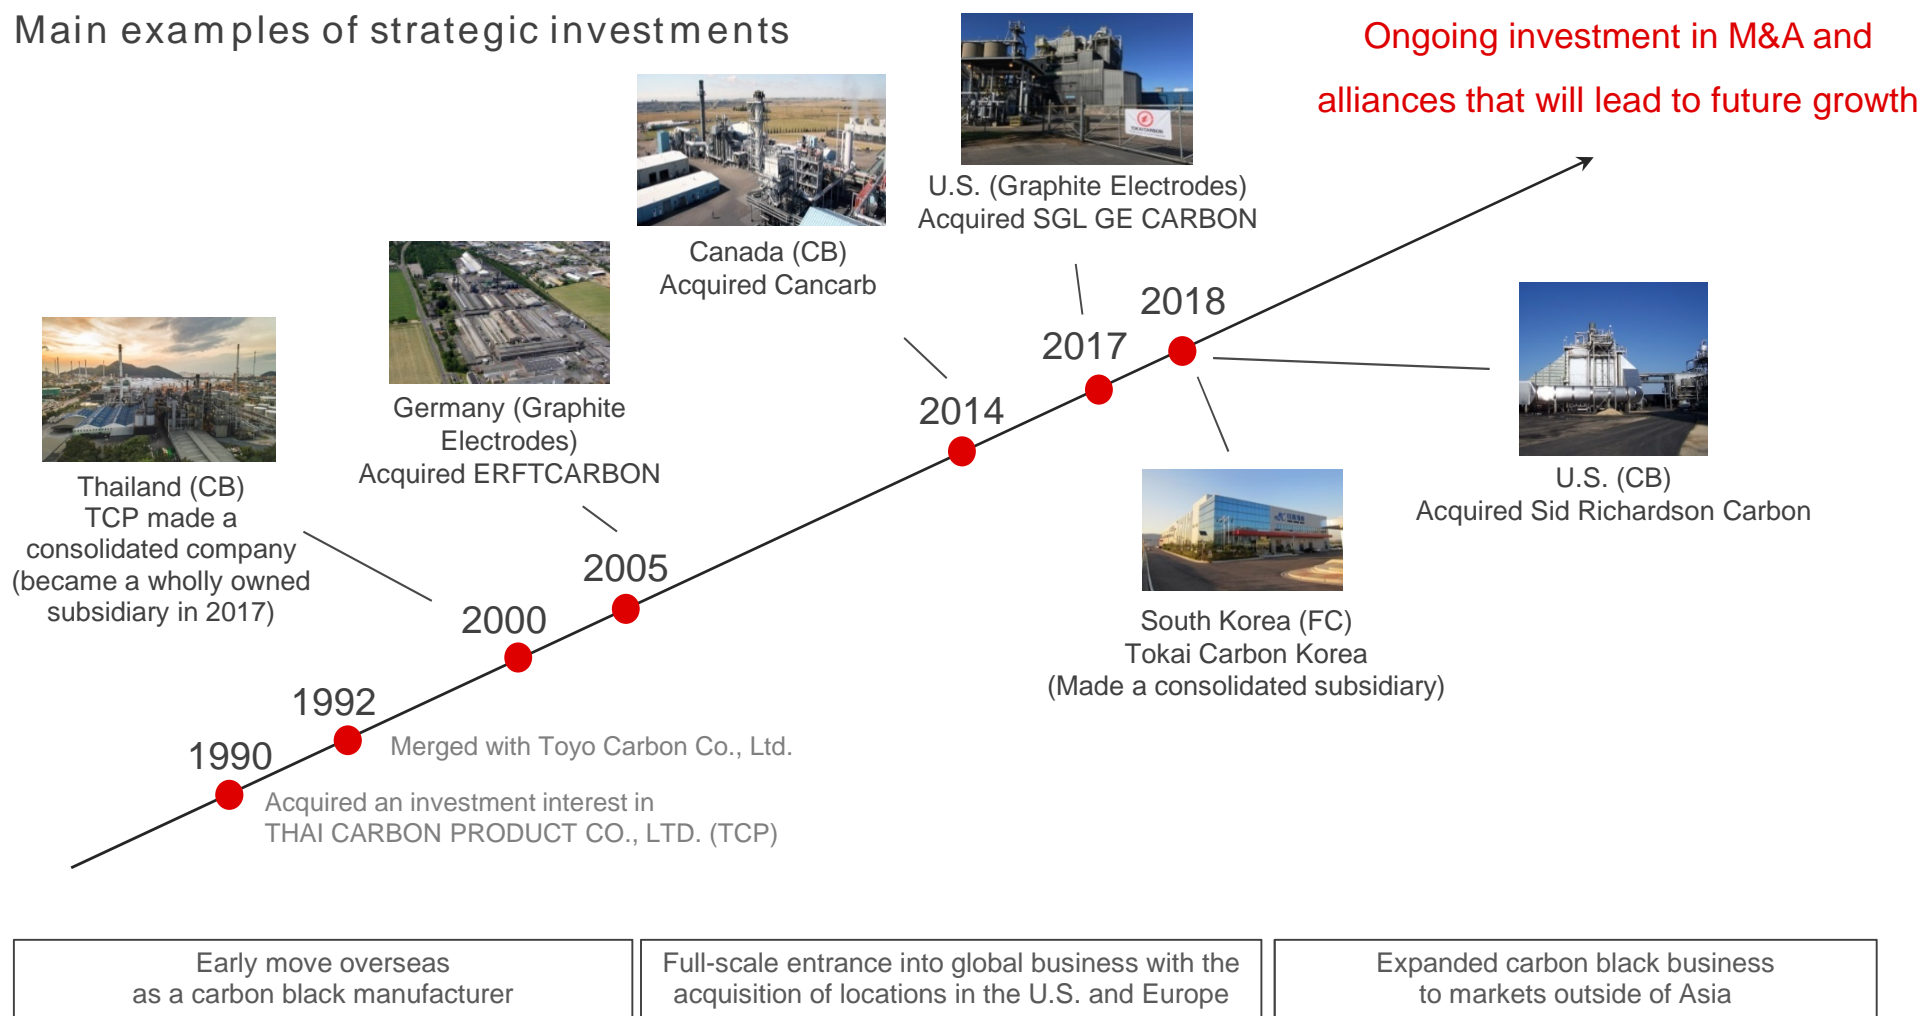 Main examples of strategic investments
Ongoing investment in M&A and
alliances that will lead to future growth
TOKAI CARBON
U.S. (Graphite Electrodes)
Acquired SGL GE CARBON
Canada (CB)
Acquired Cancarb
Germany (Graphite
Electrodes)
Acquired ERFTCARBON
Thailand (CB)
TCP made a
consolidated company
(became a wholly owned
subsidiary in 2017)
2018
2017
2014
2005
2000
1992
1990
U.S. (CB)
Acquired Sid Richardson Carbon
South Korea (FC)
Tokai Carbon Korea
(Made a consolidated subsidiary)
Merged with Toyo Carbon Co., Ltd.
Acquired an investment interest in
THAI CARBON PRODUCT CO., LTD. (TCP)
Early move overseas
as a carbon black manufacturer
Full-scale entrance into global business with the
acquisition of locations in the U.S. and Europe
Expanded carbon black business
to markets outside of Asia